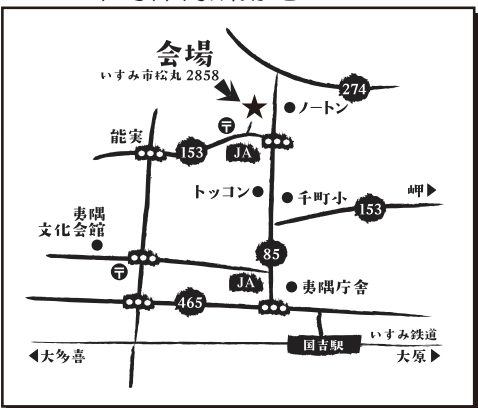 会場
いすみ市松丸 2858
274
ノートン
〒
能実
153
JA
トッコン
千町小
岬
153
夷隅
文化会館
85
〒
JA
夷隅庁舎
465
いすみ鉄道
国吉駅
大多喜
大原